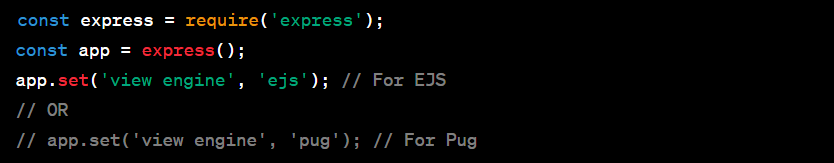 const express = require('express');
const app = express();
app.set('view engine', 'ejs'); // For EJS
// OR
// app.set('view engine', 'pug'); // For Pug